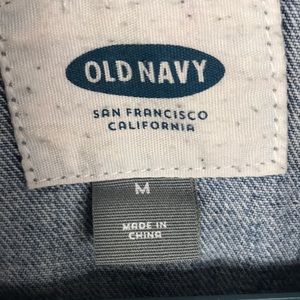 OLD NAVY
SAN FRANCISCO
CALIFORNIA
M
MADE IN
CHINA